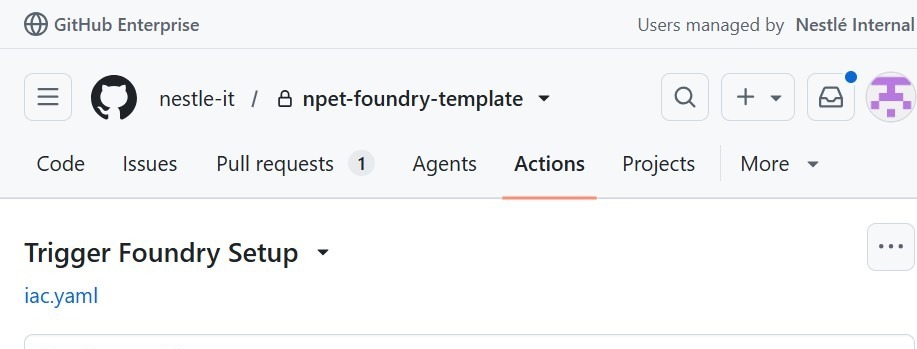 GitHub Enterprise Users managed by Nestlé Internal
nestle-it / npet-foundry-template
Code Issues Pull requests 1 Agents Actions Projects More
Trigger Foundry Setup
iac.yaml